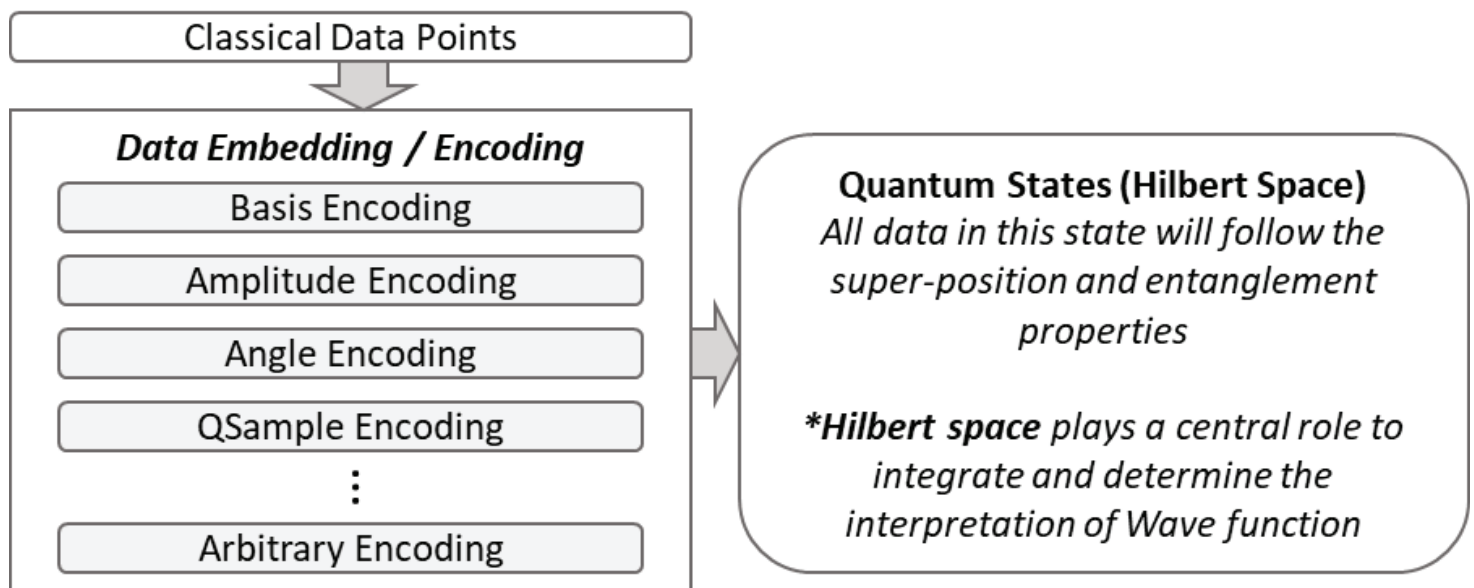 Classical Data Points
Data Embedding / Encoding
Basis Encoding
Amplitude Encoding
Angle Encoding
QSample Encoding
⋮
Arbitrary Encoding
Quantum States (Hilbert Space)
All data in this state will follow the
super-position and entanglement
properties
*Hilbert space plays a central role to
integrate and determine the
interpretation of Wave function